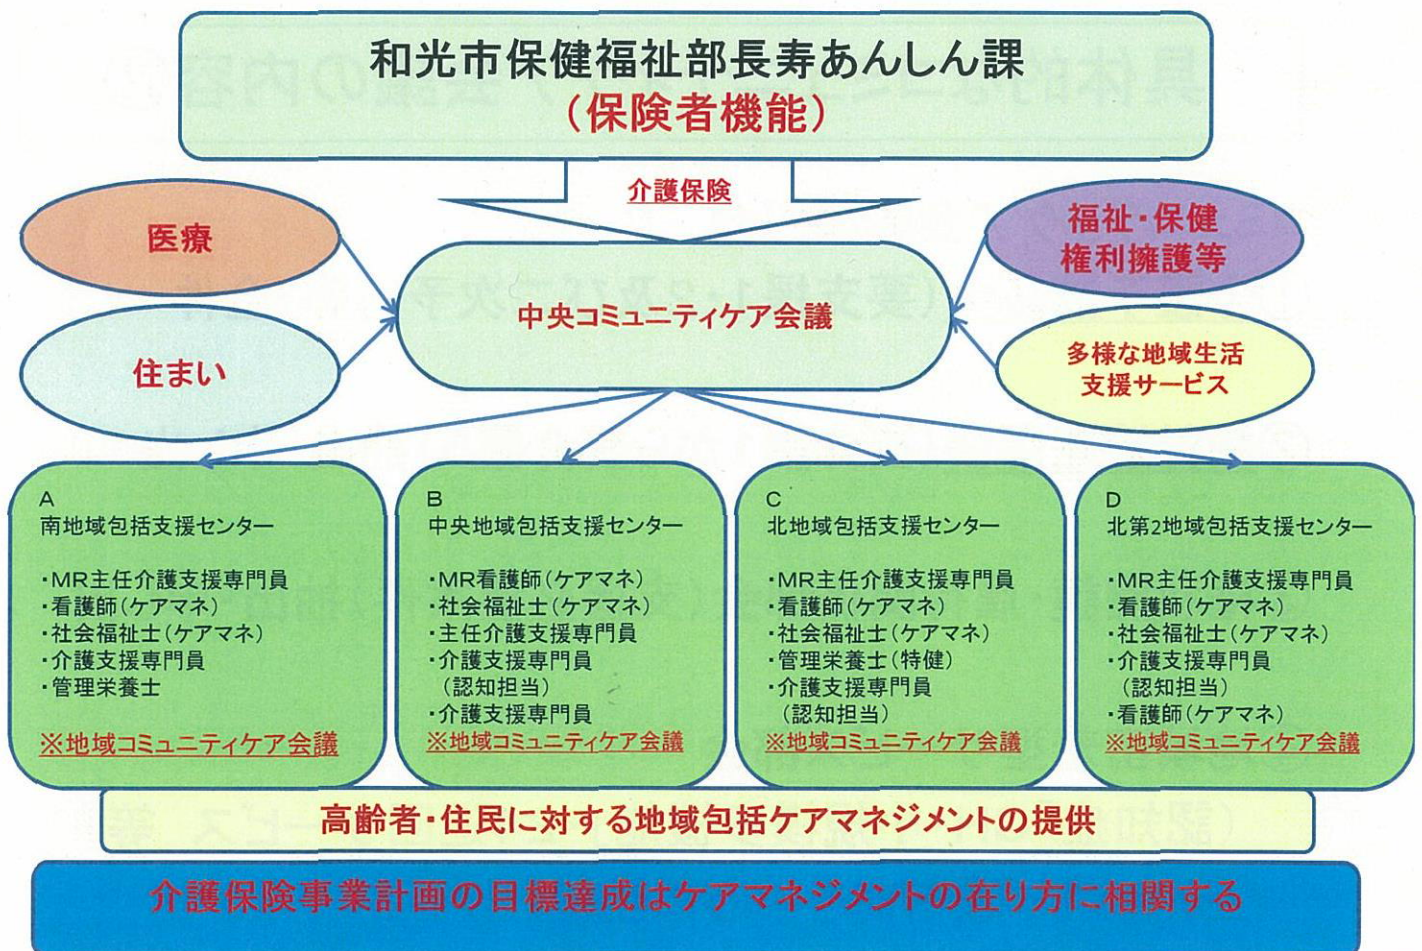 和光市保健福祉部長寿あんしん課
(保険者機能)
介護保険
医療
福祉・保健
権利擁護等
中央コミュニティケア会議
住まい
多様な地域生活
支援サービス
A
南地域包括支援センター
・MR主任介護支援専門員
・看護師(ケアマネ)
・社会福祉士(ケアマネ)
・介護支援専門員
・管理栄養士
※地域コミュニティケア会議
B
中央地域包括支援センター
・MR看護師(ケアマネ)
・社会福祉士(ケアマネ)
・主任介護支援専門員
・介護支援専門員
(認知担当)
・介護支援専門員
※地域コミュニティケア会議
C
北地域包括支援センター
・MR主任介護支援専門員
・看護師(ケアマネ)
・社会福祉士(ケアマネ)
・管理栄養士(特健)
・介護支援専門員
(認知担当)
※地域コミュニティケア会議
D
北第2地域包括支援センター
・MR主任介護支援専門員
・看護師(ケアマネ)
・社会福祉士(ケアマネ)
・介護支援専門員
(認知担当)
・看護師(ケアマネ)
※地域コミュニティケア会議
高齢者・住民に対する地域包括ケアマネジメントの提供
介護保険事業計画の目標達成はケアマネジメントの在り方に相関する